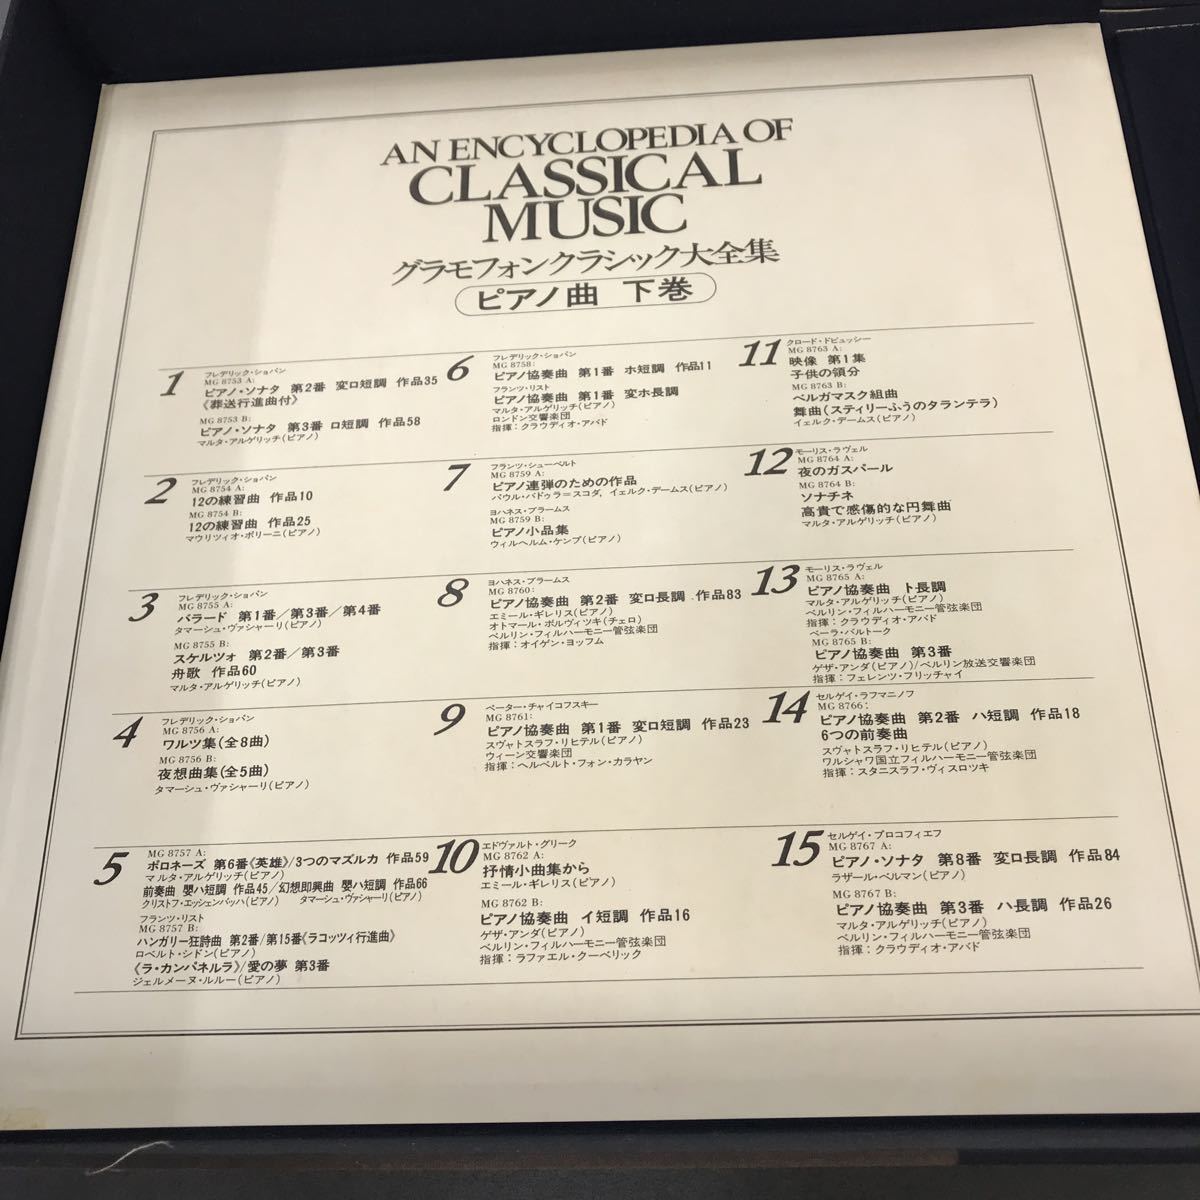 AN ENCYCLOPEDIA OF
CLASSICAL
MUSIC
グラモフォンクラシック大全集
ピアノ曲 下巻
1
フレデリック・ショパン
MG 8753 A:
ピアノ・ソナタ 第2番 変ロ短調 作品35
《葬送行進曲付》
MG 8753 B:
ピアノ・ソナタ 第3番 ロ短調 作品58
マルタ・アルゲリッチ(ピアノ)
2
フレデリック・ショパン
MG 8754 A:
12の練習曲 作品10
MG 8754 B:
12の練習曲 作品25
マウリツィオ・ポリーニ(ピアノ)
3
フレデリック・ショパン
MG 8755 A:
バラード 第1番/第3番/第4番
タマーシュ・ヴァシャーリ(ピアノ)
MG 8755 B:
スケルツォ 第2番/第3番
舟歌 作品60
マルタ・アルゲリッチ(ピアノ)
4
フレデリック・ショパン
MG 8756 A:
ワルツ集(全8曲)
MG 8756 B:
夜想曲集(全5曲)
タマーシュ・ヴァシャーリ(ピアノ)
5
MG 8757 A:
ポロネーズ 第6番《英雄》/3つのマズルカ 作品59
マルタ・アルゲリッチ(ピアノ)
前奏曲 嬰ハ短調 作品45/幻想即興曲 嬰ハ短調 作品66
クリストフ・エッシェンバッハ(ピアノ) タマーシュ・ヴァシャーリ(ピアノ)
フランツ・リスト
MG 8757 B:
ハンガリー狂詩曲 第2番/第15番《ラコッツィ行進曲》
ロベルト・シドン(ピアノ)
《ラ・カンパネルラ》/愛の夢 第3番
ジェルメーヌ・ルルー(ピアノ)
6
フレデリック・ショパン
MG 8758:
ピアノ協奏曲 第1番 ホ短調 作品11
フランツ・リスト
ピアノ協奏曲 第1番 変ホ長調
マルタ・アルゲリッチ(ピアノ)
ロンドン交響楽団
指揮:クラウディオ・アバド
7
フランツ・シューベルト
MG 8759 A:
ピアノ連弾のための作品
パウル・バドゥラ=スコダ、イェルク・デームス(ピアノ)
ヨハネス・ブラームス
MG 8759 B:
ピアノ小品集
ウィルヘルム・ケンプ(ピアノ)
8
ヨハネス・ブラームス
MG 8760:
ピアノ協奏曲 第2番 変ロ長調 作品83
エミール・ギレリス(ピアノ)
オトマール・ボルヴィツキ(チェロ)
ベルリン・フィルハーモニー管弦楽団
指揮:オイゲン・ヨッフム
9
ペーター・チャイコフスキー
MG 8761:
ピアノ協奏曲 第1番 変ロ短調 作品23
スヴャトスラフ・リヒテル(ピアノ)
ウィーン交響楽団
指揮:ヘルベルト・フォン・カラヤン
10
エドヴァルト・グリーク
MG 8762 A:
抒情小曲集から
エミール・ギレリス(ピアノ)
MG 8762 B:
ピアノ協奏曲 イ短調 作品16
ゲザ・アンダ(ピアノ)
ベルリン・フィルハーモニー管弦楽団
指揮:ラファエル・クーベリック
11
クロード・ドビュッシー
MG 8763 A:
映像 第1集
子供の領分
MG 8763 B:
ベルガマスク組曲
舞曲(スティリーふうのタランテラ)
イェルク・デームス(ピアノ)
12
モーリス・ラヴェル
MG 8764 A:
夜のガスパール
MG 8764 B:
ソナチネ
高貴で感傷的な円舞曲
マルタ・アルゲリッチ(ピアノ)
13
モーリス・ラヴェル
MG 8765 A:
ピアノ協奏曲 ト長調
マルタ・アルゲリッチ(ピアノ)
ベルリン・フィルハーモニー管弦楽団
指揮:クラウディオ・アバド
ベーラ・バルトーク
MG 8765 B:
ピアノ協奏曲 第3番
ゲザ・アンダ(ピアノ)/ベルリン放送交響楽団
指揮:フェレンツ・フリッチャイ
14
セルゲイ・ラフマニノフ
MG 8766:
ピアノ協奏曲 第2番 ハ短調 作品18
6つの前奏曲
スヴャトスラフ・リヒテル(ピアノ)
ワルシャワ国立フィルハーモニー管弦楽団
指揮:スタニスラフ・ヴィスロツキ
15
セルゲイ・プロコフィエフ
MG 8767 A:
ピアノ・ソナタ 第8番 変ロ長調 作品84
ラザール・ベルマン(ピアノ)
MG 8767 B:
ピアノ協奏曲 第3番 ハ長調 作品26
マルタ・アルゲリッチ(ピアノ)
ベルリン・フィルハーモニー管弦楽団
指揮:クラウディオ・アバド